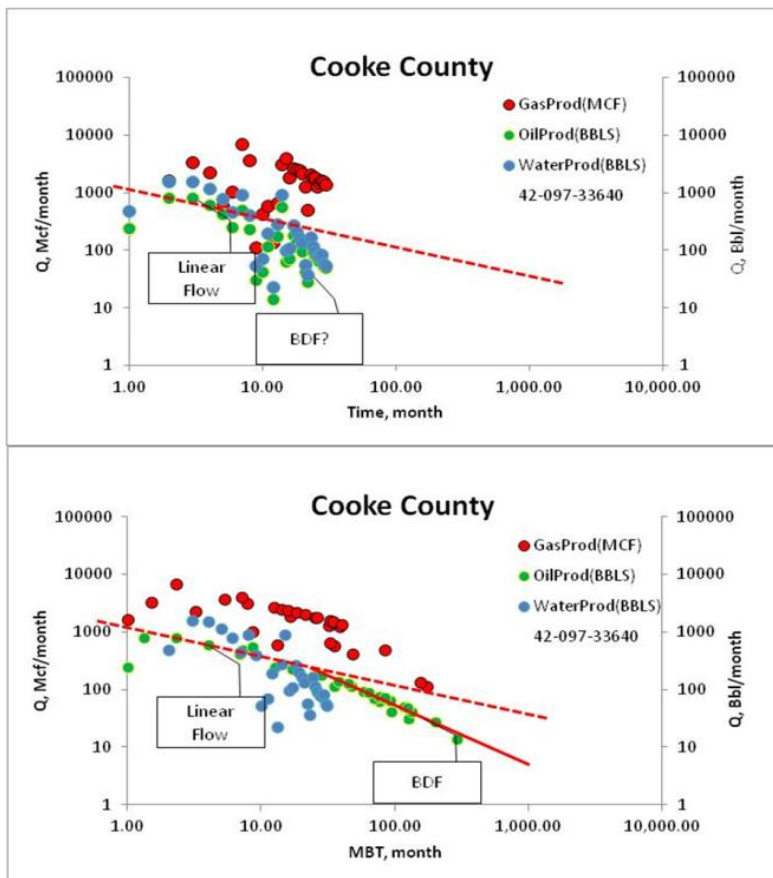 Cooke County
100000
10000
1000
100
10
1
Q, Mcf/month
100000
10000
1000
100
10
1
Q, Bbl/month
GasProd(MCF)
OilProd(BBLS)
WaterProd(BBLS)
42-097-33640
Linear
Flow
BDF?
1.00 10.00 100.00 1,000.00 10,000.00
Time, month
Cooke County
100000
10000
1000
100
10
1
Q, Mcf/month
100000
10000
1000
100
10
1
Q, Bbl/month
GasProd(MCF)
OilProd(BBLS)
WaterProd(BBLS)
42-097-33640
Linear
Flow
BDF
1.00 10.00 100.00 1,000.00 10,000.00
MBT, month